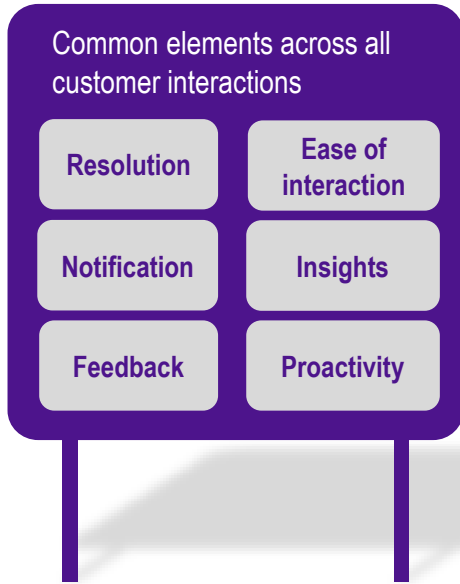 Common elements across all
customer interactions
Resolution
Ease of
interaction
Notification
Insights
Feedback
Proactivity